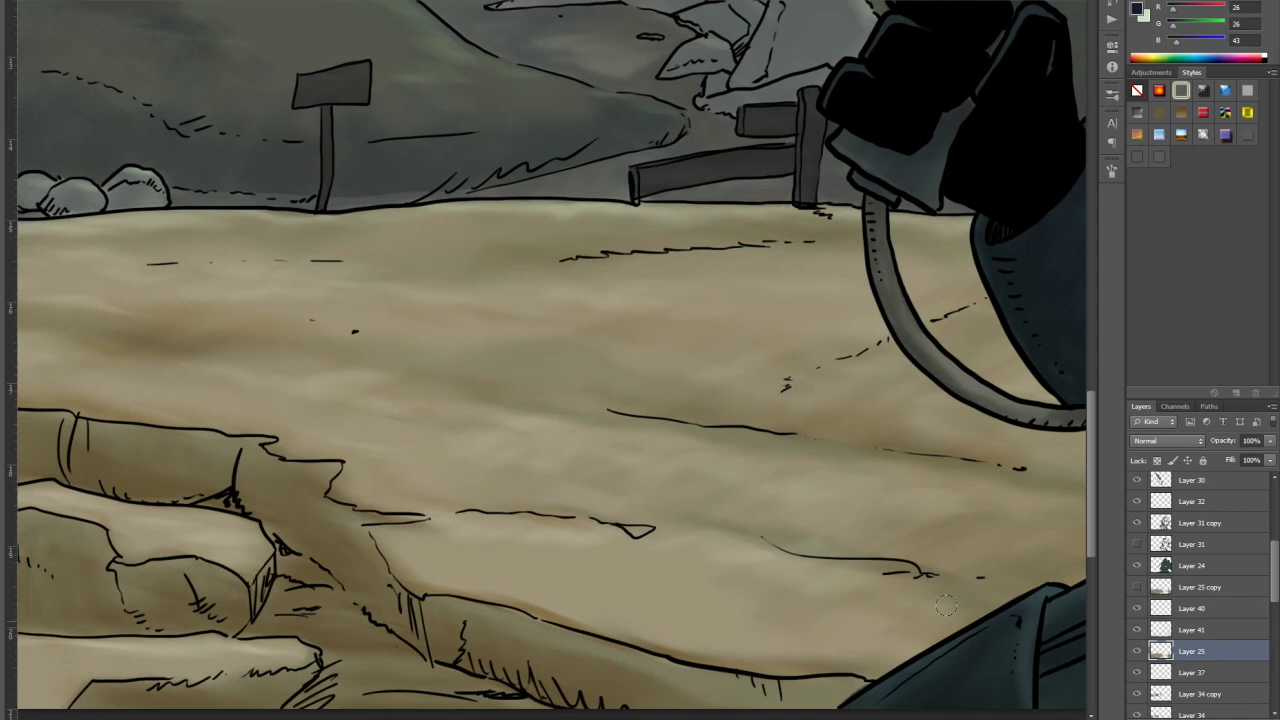 R 26
G 26
B 43
Adjustments Styles
Layers Channels Paths
Kind
Normal Opacity: 100%
Lock: Fill: 100%
Layer 30
Layer 32
Layer 31 copy
Layer 31
Layer 24
Layer 25 copy
Layer 40
Layer 41
Layer 25
Layer 37
Layer 34 copy
Layer 34